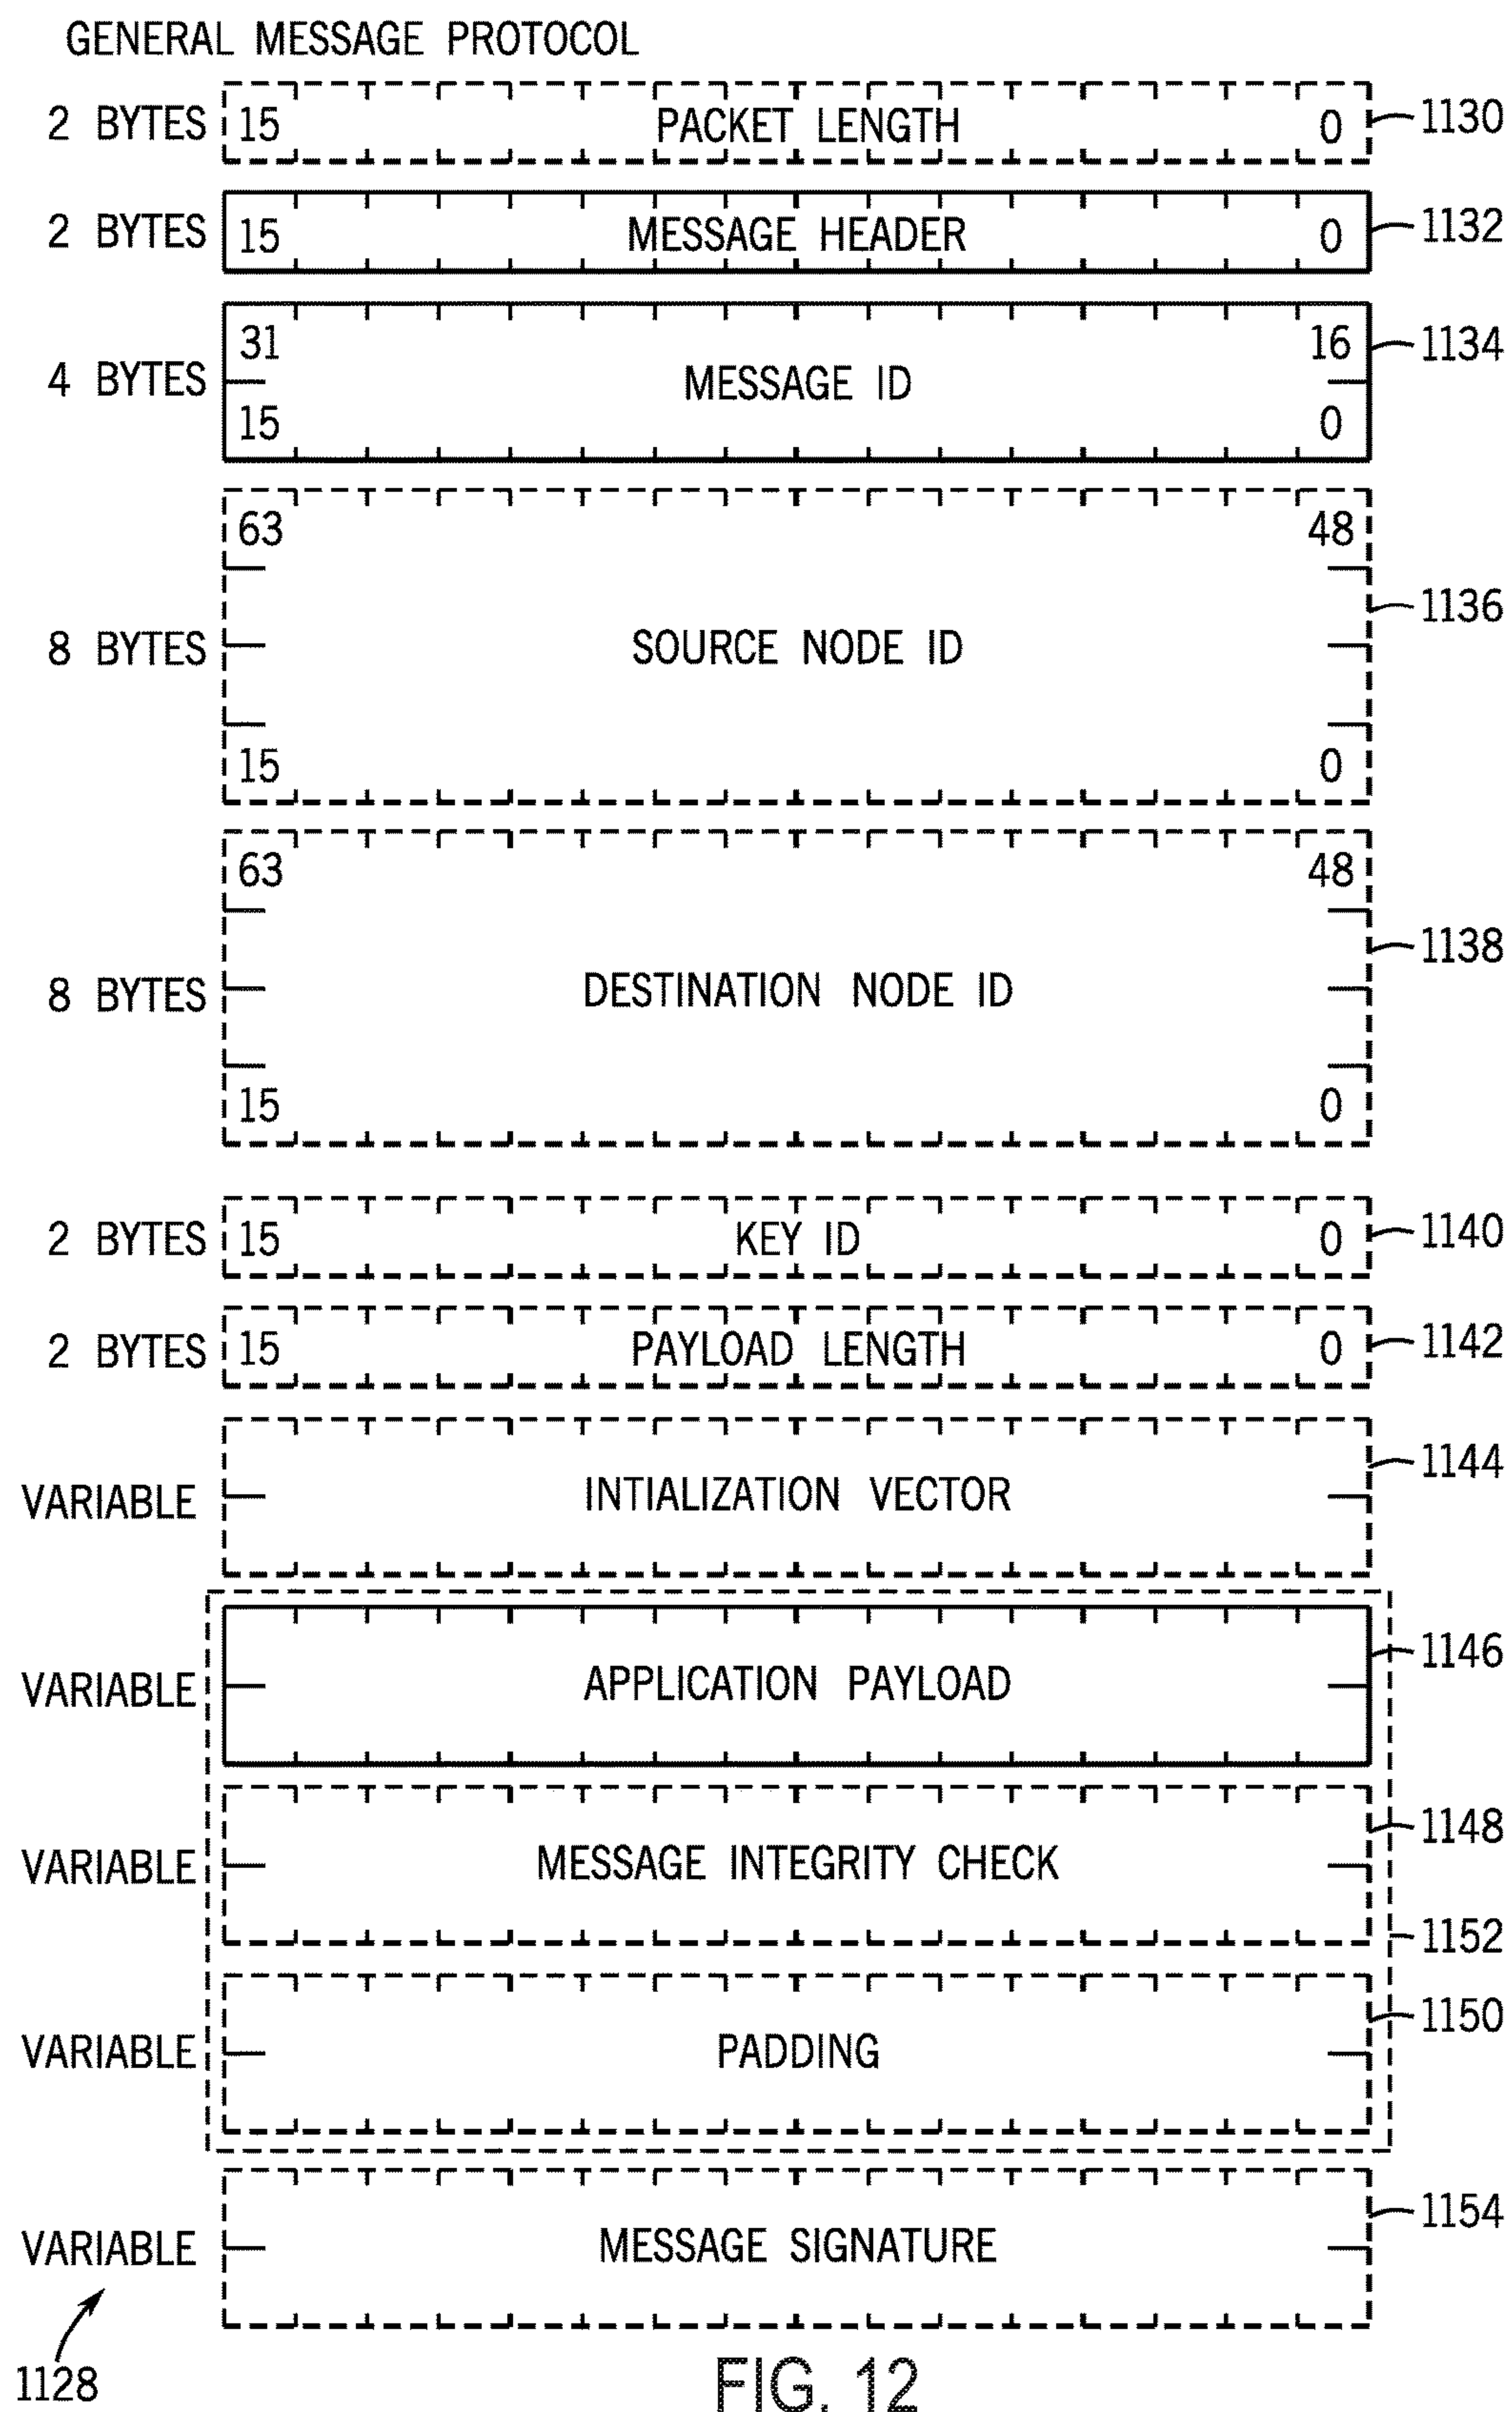 GENERAL MESSAGE PROTOCOL
2 BYTES 15 PACKET LENGTH 0 1130
2 BYTES 15 MESSAGE HEADER 0 1132
31 16 1134
4 BYTES MESSAGE ID
15 0
63 48
8 BYTES SOURCE NODE ID 1136
15 0
63 48
1138
8 BYTES DESTINATION NODE ID
15 0
2 BYTES 15 KEY ID 0 1140
2 BYTES 15 PAYLOAD LENGTH 0 1142
1144
VARIABLE INTIALIZATION VECTOR
1146
VARIABLE APPLICATION PAYLOAD
1148
VARIABLE MESSAGE INTEGRITY CHECK
1152
1150
VARIABLE PADDING
1154
VARIABLE MESSAGE SIGNATURE
1128
FIG. 12